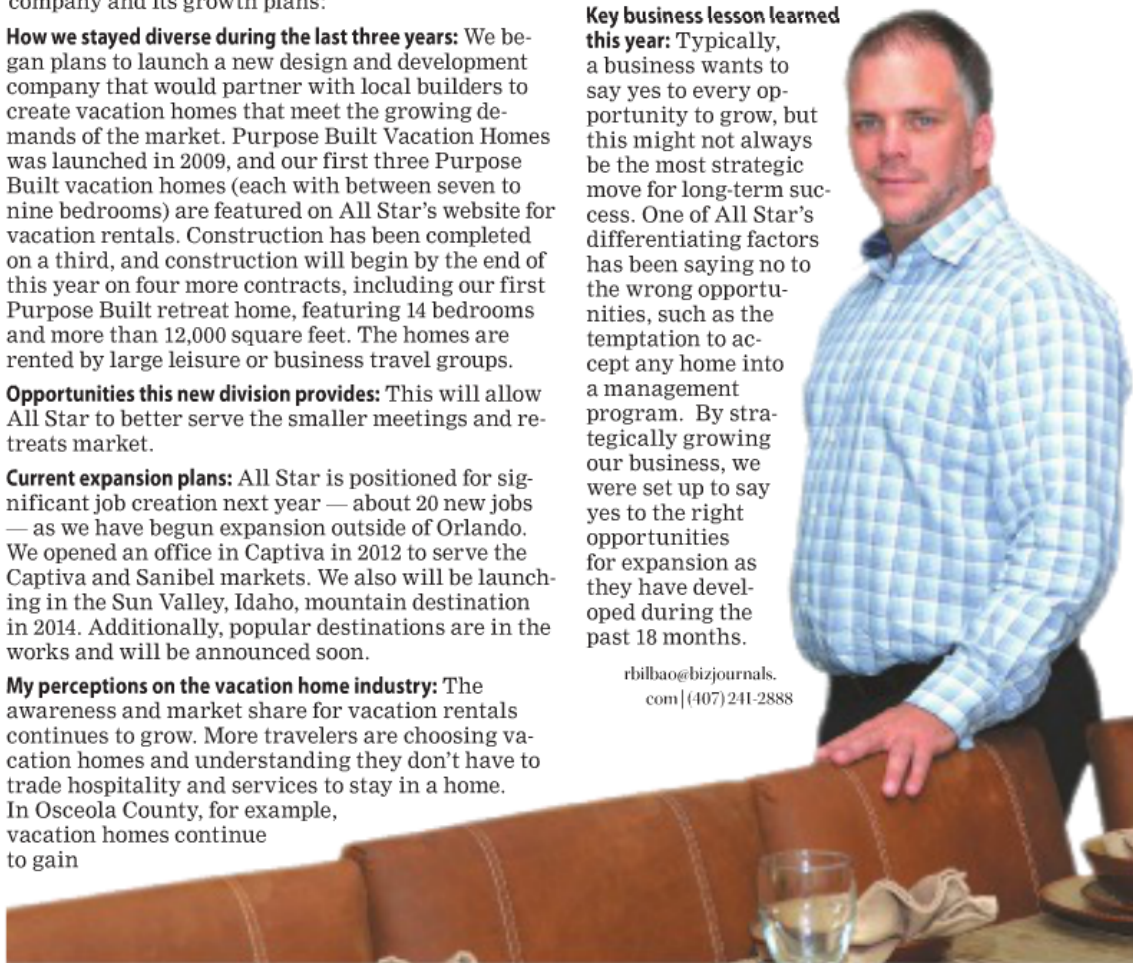 company and its growth plans:
How we stayed diverse during the last three years: We be-
gan plans to launch a new design and development
company that would partner with local builders to
create vacation homes that meet the growing de-
mands of the market. Purpose Built Vacation Homes
was launched in 2009, and our first three Purpose
Built vacation homes (each with between seven to
nine bedrooms) are featured on All Star's website for
vacation rentals. Construction has been completed
on a third, and construction will begin by the end of
this year on four more contracts, including our first
Purpose Built retreat home, featuring 14 bedrooms
and more than 12,000 square feet. The homes are
rented by large leisure or business travel groups.
Opportunities this new division provides: This will allow
All Star to better serve the smaller meetings and re-
treats market.
Current expansion plans: All Star is positioned for sig-
nificant job creation next year — about 20 new jobs
— as we have begun expansion outside of Orlando.
We opened an office in Captiva in 2012 to serve the
Captiva and Sanibel markets. We also will be launch-
ing in the Sun Valley, Idaho, mountain destination
in 2014. Additionally, popular destinations are in the
works and will be announced soon.
My perceptions on the vacation home industry: The
awareness and market share for vacation rentals
continues to grow. More travelers are choosing va-
cation homes and understanding they don't have to
trade hospitality and services to stay in a home.
In Osceola County, for example,
vacation homes continue
to gain
Key business lesson learned
this year: Typically,
a business wants to
say yes to every op-
portunity to grow, but
this might not always
be the most strategic
move for long-term suc-
cess. One of All Star's
differentiating factors
has been saying no to
the wrong opportu-
nities, such as the
temptation to ac-
cept any home into
a management
program. By stra-
tegically growing
our business, we
were set up to say
yes to the right
opportunities
for expansion as
they have devel-
oped during the
past 18 months.
rbilbao@bizjournals.
com | (407) 241-2888